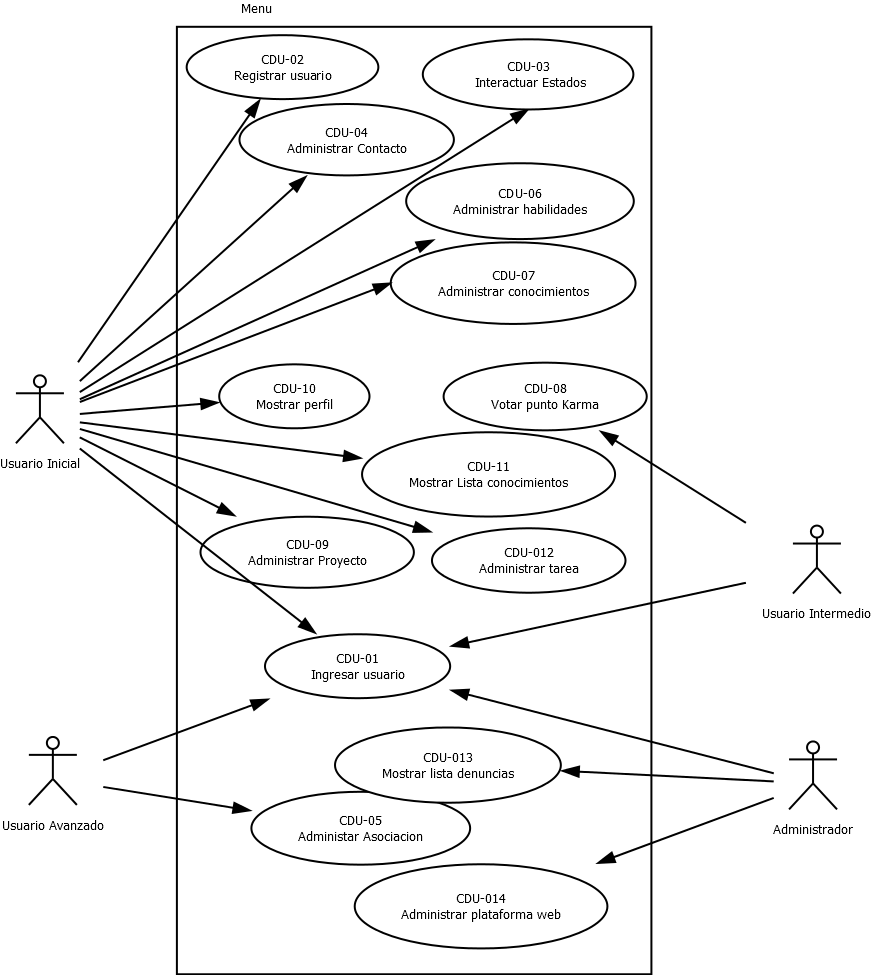 Menu
CDU-02
Registrar usuario
CDU-03
Interactuar Estados
CDU-04
Administrar Contacto
CDU-06
Administrar habilidades
CDU-07
Administrar conocimientos
CDU-10
Mostrar perfil
CDU-08
Votar punto Karma
Usuario Inicial
CDU-11
Mostrar Lista conocimientos
CDU-09
Administrar Proyecto
CDU-012
Administrar tarea
Usuario Intermedio
CDU-01
Ingresar usuario
CDU-013
Mostrar lista denuncias
Usuario Avanzado
CDU-05
Administar Asociacion
Administrador
CDU-014
Administrar plataforma web